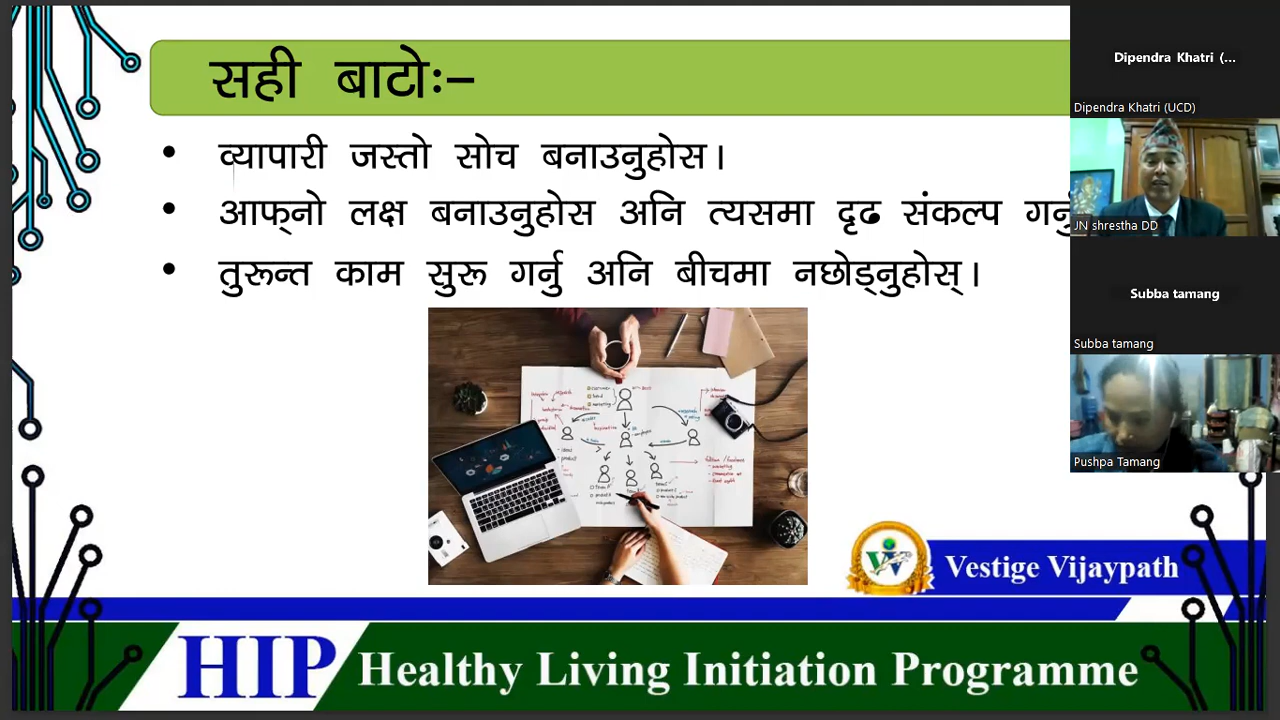 सही बाटोः–
• व्यापारी जस्तो सोच बनाउनुहोस।
• आफ्नो लक्ष बनाउनुहोस अनि त्यसमा दृढ संकल्प गर्नु
• तुरून्त काम सुरू गर्नु अनि बीचमा नछोड्नुहोस्।
Dipendra Khatri (...
Dipendra Khatri (UCD)
JN shrestha DD
Subba tamang
Subba tamang
Pushpa Tamang
Vestige Vijaypath
HIP Healthy Living Initiation Programme